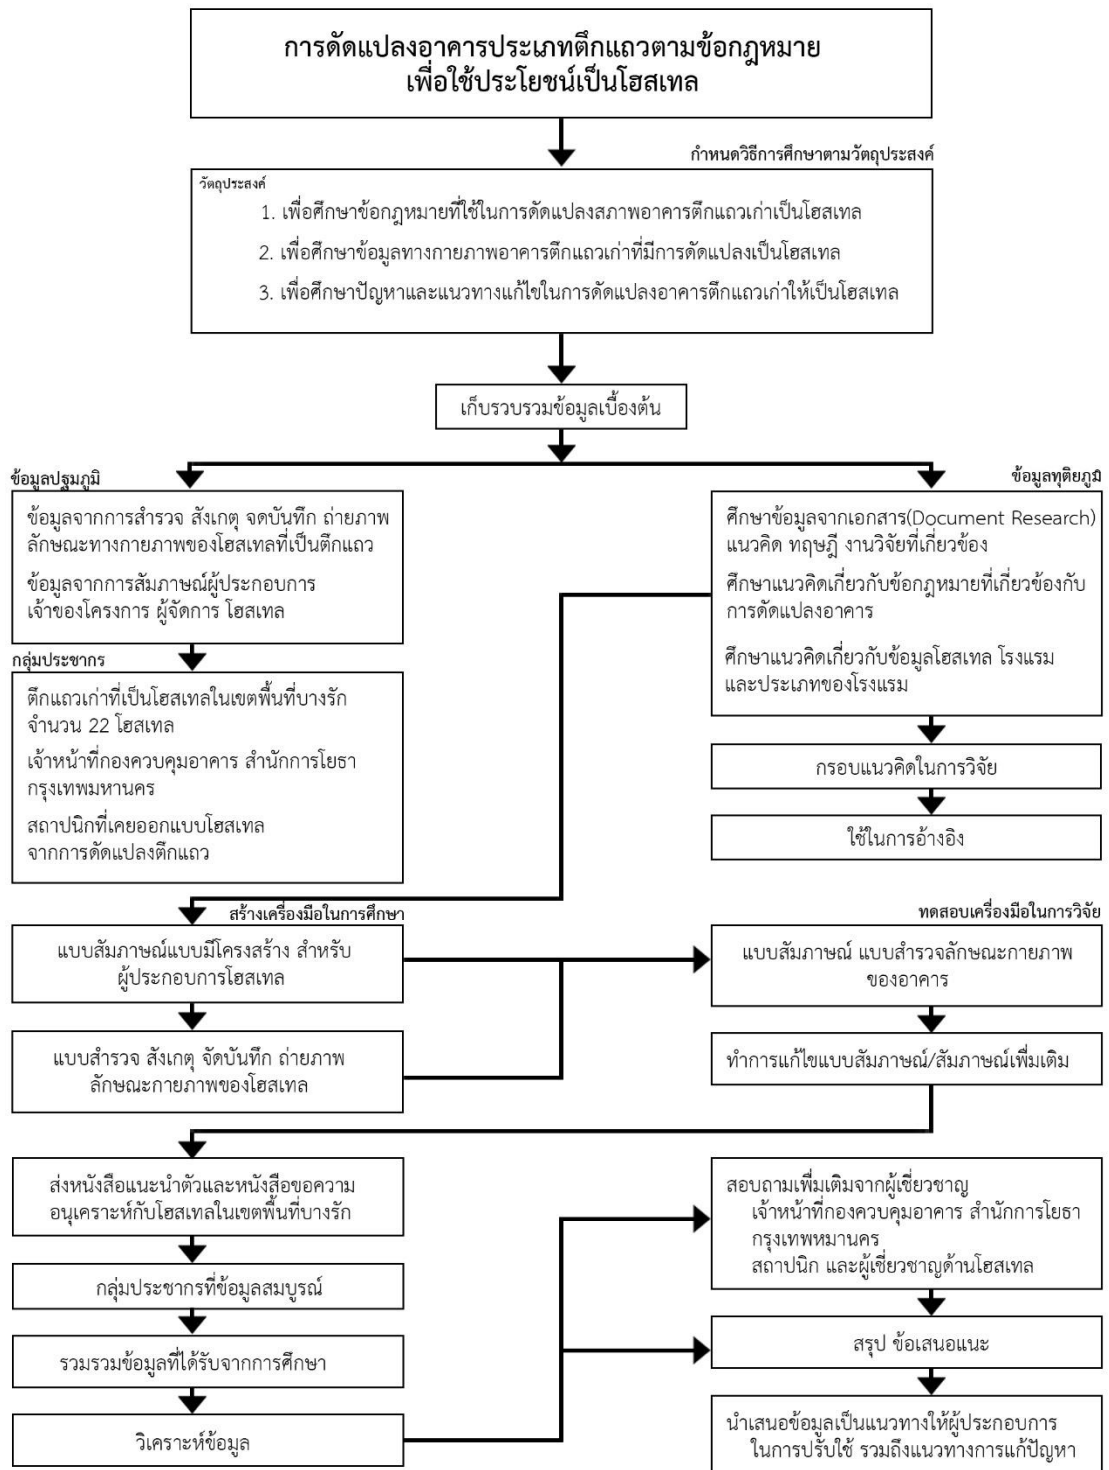 การดัดแปลงอาคารประเภทตึกแถวตามข้อกฎหมาย
เพื่อใช้ประโยชน์เป็นโฮสเทล
กำหนดวิธีการศึกษาตามวัตถุประสงค์
วัตถุประสงค์
1. เพื่อศึกษาข้อกฎหมายที่ใช้ในการดัดแปลงสภาพอาคารตึกแถวเก่าเป็นโฮสเทล
2. เพื่อศึกษาข้อมูลทางกายภาพอาคารตึกแถวเก่าที่มีการดัดแปลงเป็นโฮสเทล
3. เพื่อศึกษาปัญหาและแนวทางแก้ไขในการดัดแปลงอาคารตึกแถวเก่าให้เป็นโฮสเทล
เก็บรวบรวมข้อมูลเบื้องต้น
ข้อมูลปฐมภูมิ
ข้อมูลจากการสำรวจ สังเกตุ จดบันทึก ถ่ายภาพ
ลักษณะทางกายภาพของโฮสเทลที่เป็นตึกแถว
ข้อมูลจากการสัมภาษณ์ผู้ประกอบการ
เจ้าของโครงการ ผู้จัดการ โฮสเทล
กลุ่มประชากร
ตึกแถวเก่าที่เป็นโฮสเทลในเขตพื้นที่บางรัก
จำนวน 22 โฮสเทล
เจ้าหน้าที่กองควบคุมอาคาร สำนักการโยธา
กรุงเทพมหานคร
สถาปนิกที่เคยออกแบบโฮสเทล
จากการดัดแปลงตึกแถว
ข้อมูลทุติยภูมิ
ศึกษาข้อมูลจากเอกสาร(Document Research)
แนวคิด ทฤษฎี งานวิจัยที่เกี่ยวข้อง
ศึกษาแนวคิดเกี่ยวกับข้อกฎหมายที่เกี่ยวข้องกับ
การดัดแปลงอาคาร
ศึกษาแนวคิดเกี่ยวกับข้อมูลโฮสเทล โรงแรม
และประเภทของโรงแรม
กรอบแนวคิดในการวิจัย
ใช้ในการอ้างอิง
สร้างเครื่องมือในการศึกษา
แบบสัมภาษณ์แบบมีโครงสร้าง สำหรับ
ผู้ประกอบการโฮสเทล
แบบสำรวจ สังเกตุ จัดบันทึก ถ่ายภาพ
ลักษณะกายภาพของโฮสเทล
ทดสอบเครื่องมือในการวิจัย
แบบสัมภาษณ์ แบบสำรวจลักษณะกายภาพ
ของอาคาร
ทำการแก้ไขแบบสัมภาษณ์/สัมภาษณ์เพิ่มเติม
ส่งหนังสือแนะนำตัวและหนังสือขอความ
อนุเคราะห์กับโฮสเทลในเขตพื้นที่บางรัก
กลุ่มประชากรที่ข้อมูลสมบูรณ์
รวมรวมข้อมูลที่ได้รับจากการศึกษา
วิเคราะห์ข้อมูล
สอบถามเพิ่มเติมจากผู้เชี่ยวชาญ
เจ้าหน้าที่กองควบคุมอาคาร สำนักการโยธา
กรุงเทพหมานคร
สถาปนิก และผู้เชี่ยวชาญด้านโฮสเทล
สรุป ข้อเสนอแนะ
นำเสนอข้อมูลเป็นแนวทางให้ผู้ประกอบการ
ในการปรับใช้ รวมถึงแนวทางการแก้ปัญหา